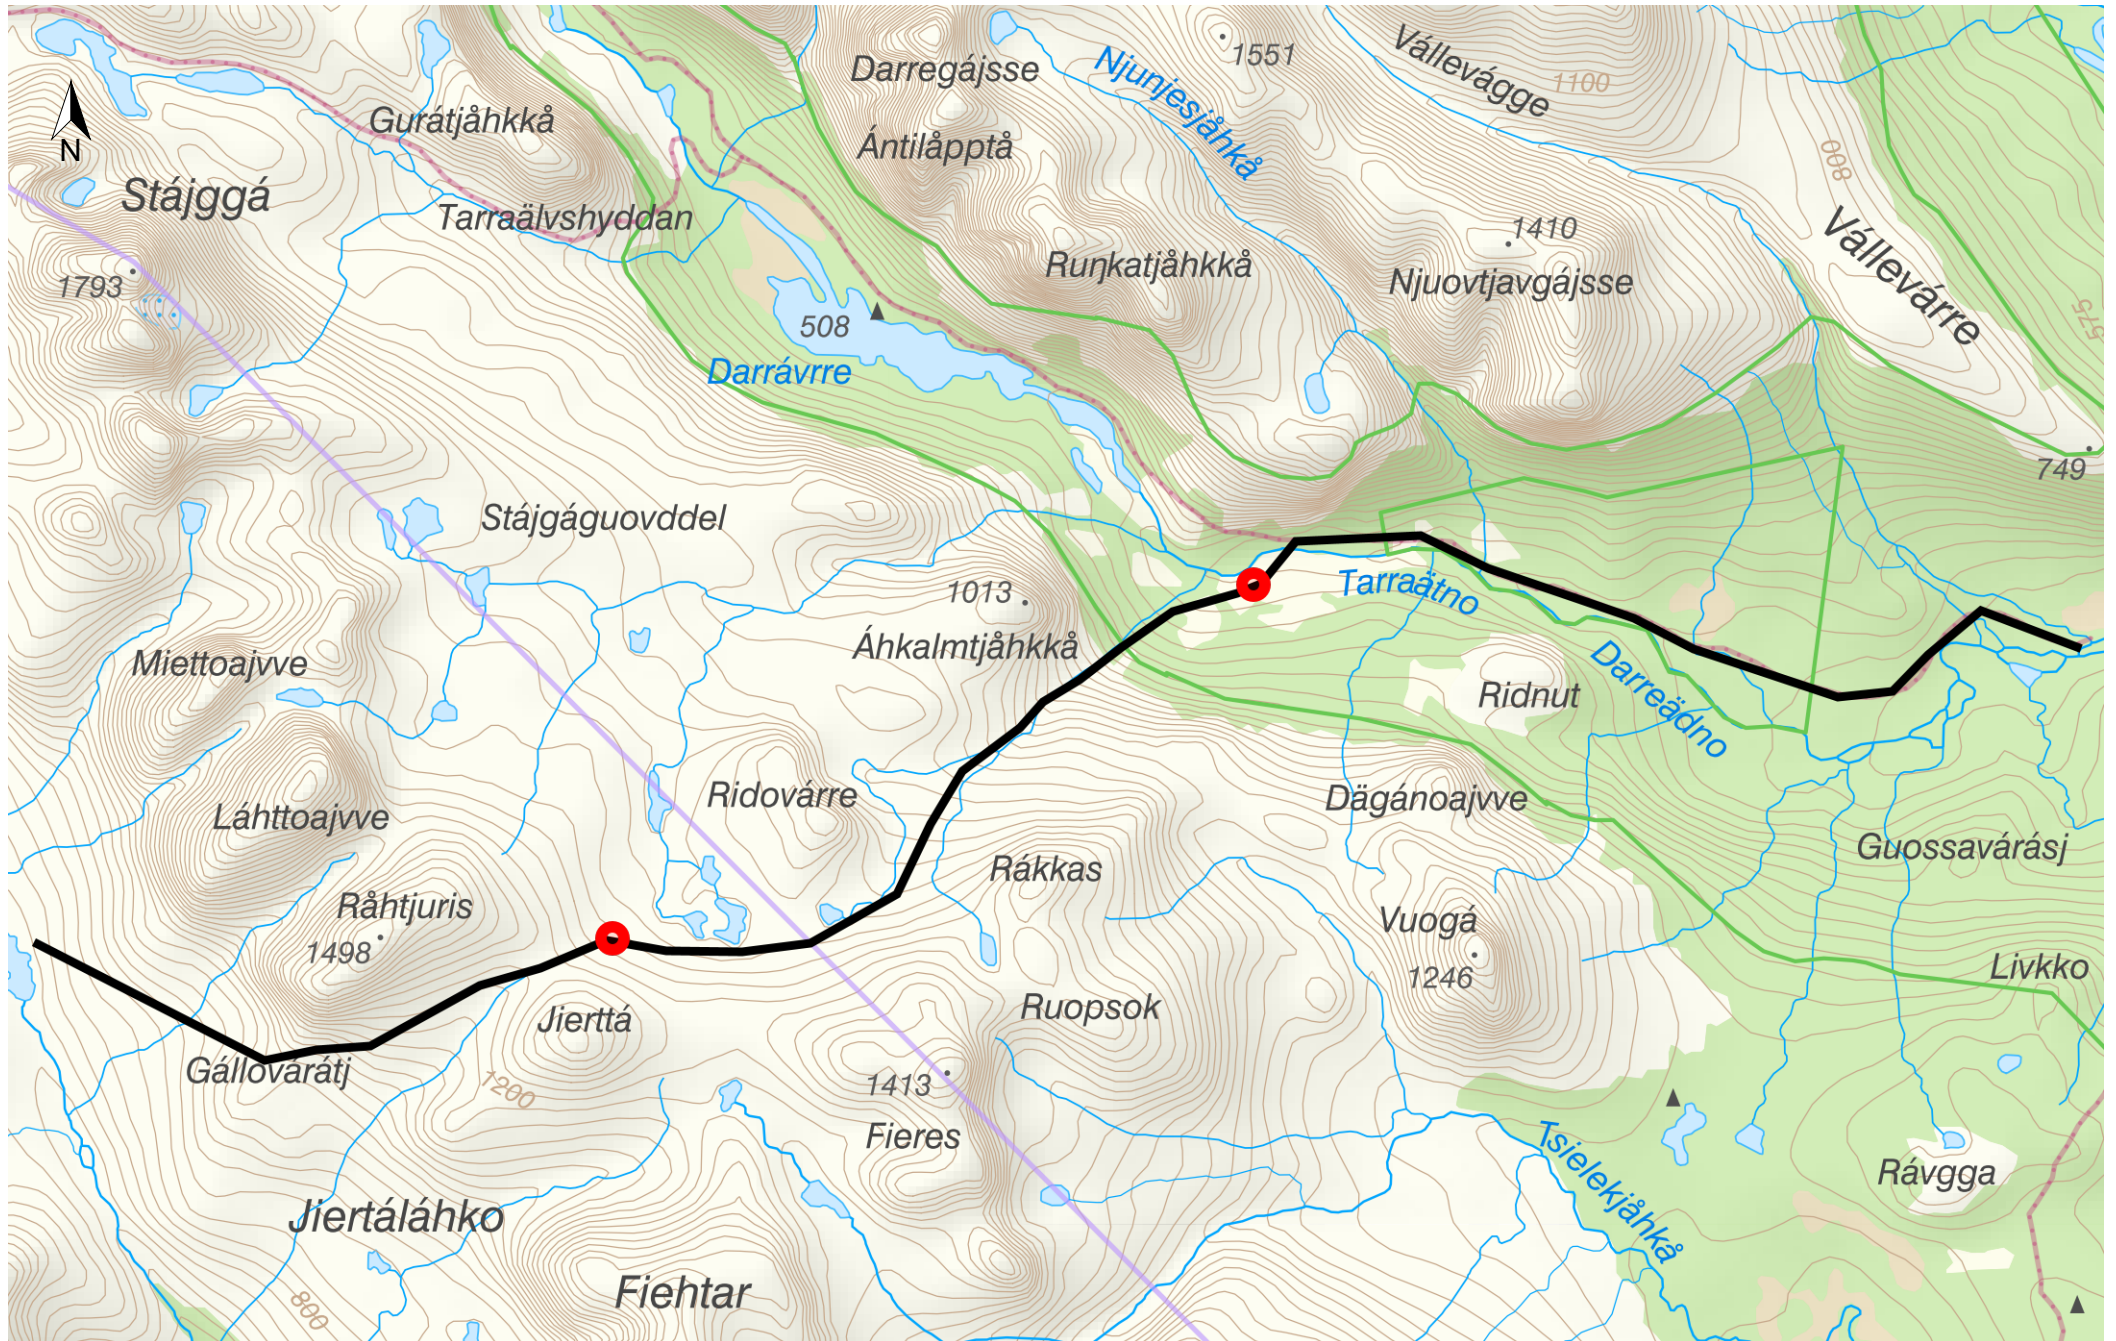 N
Stájggá
1793
Gurátjåhkkå
Tarraälvshyddan
Darregájsse
Ántilåpptå
1551
Njunjesjåhkå
Vállevágge
1100
800
Vállevárre
575
749
1410
Njuovtjavgájsse
Ruŋkatjåhkkå
508
Darrávrre
Stájgáguovddel
1013
Áhkalmtjåhkkå
Tarraätno
Darreädno
Ridnut
Miettoajvve
Láhttoajvve
Ridovárre
Dägánoajvve
Guossavárásj
Råhtjuris
1498
Rákkas
Vuogá
1246
Livkko
Jierttá
Ruopsok
Gállovárátj
1200
1413
Fieres
Tsielekjåhkå
Rávgga
Jiertáláhko
Fiehtar
800